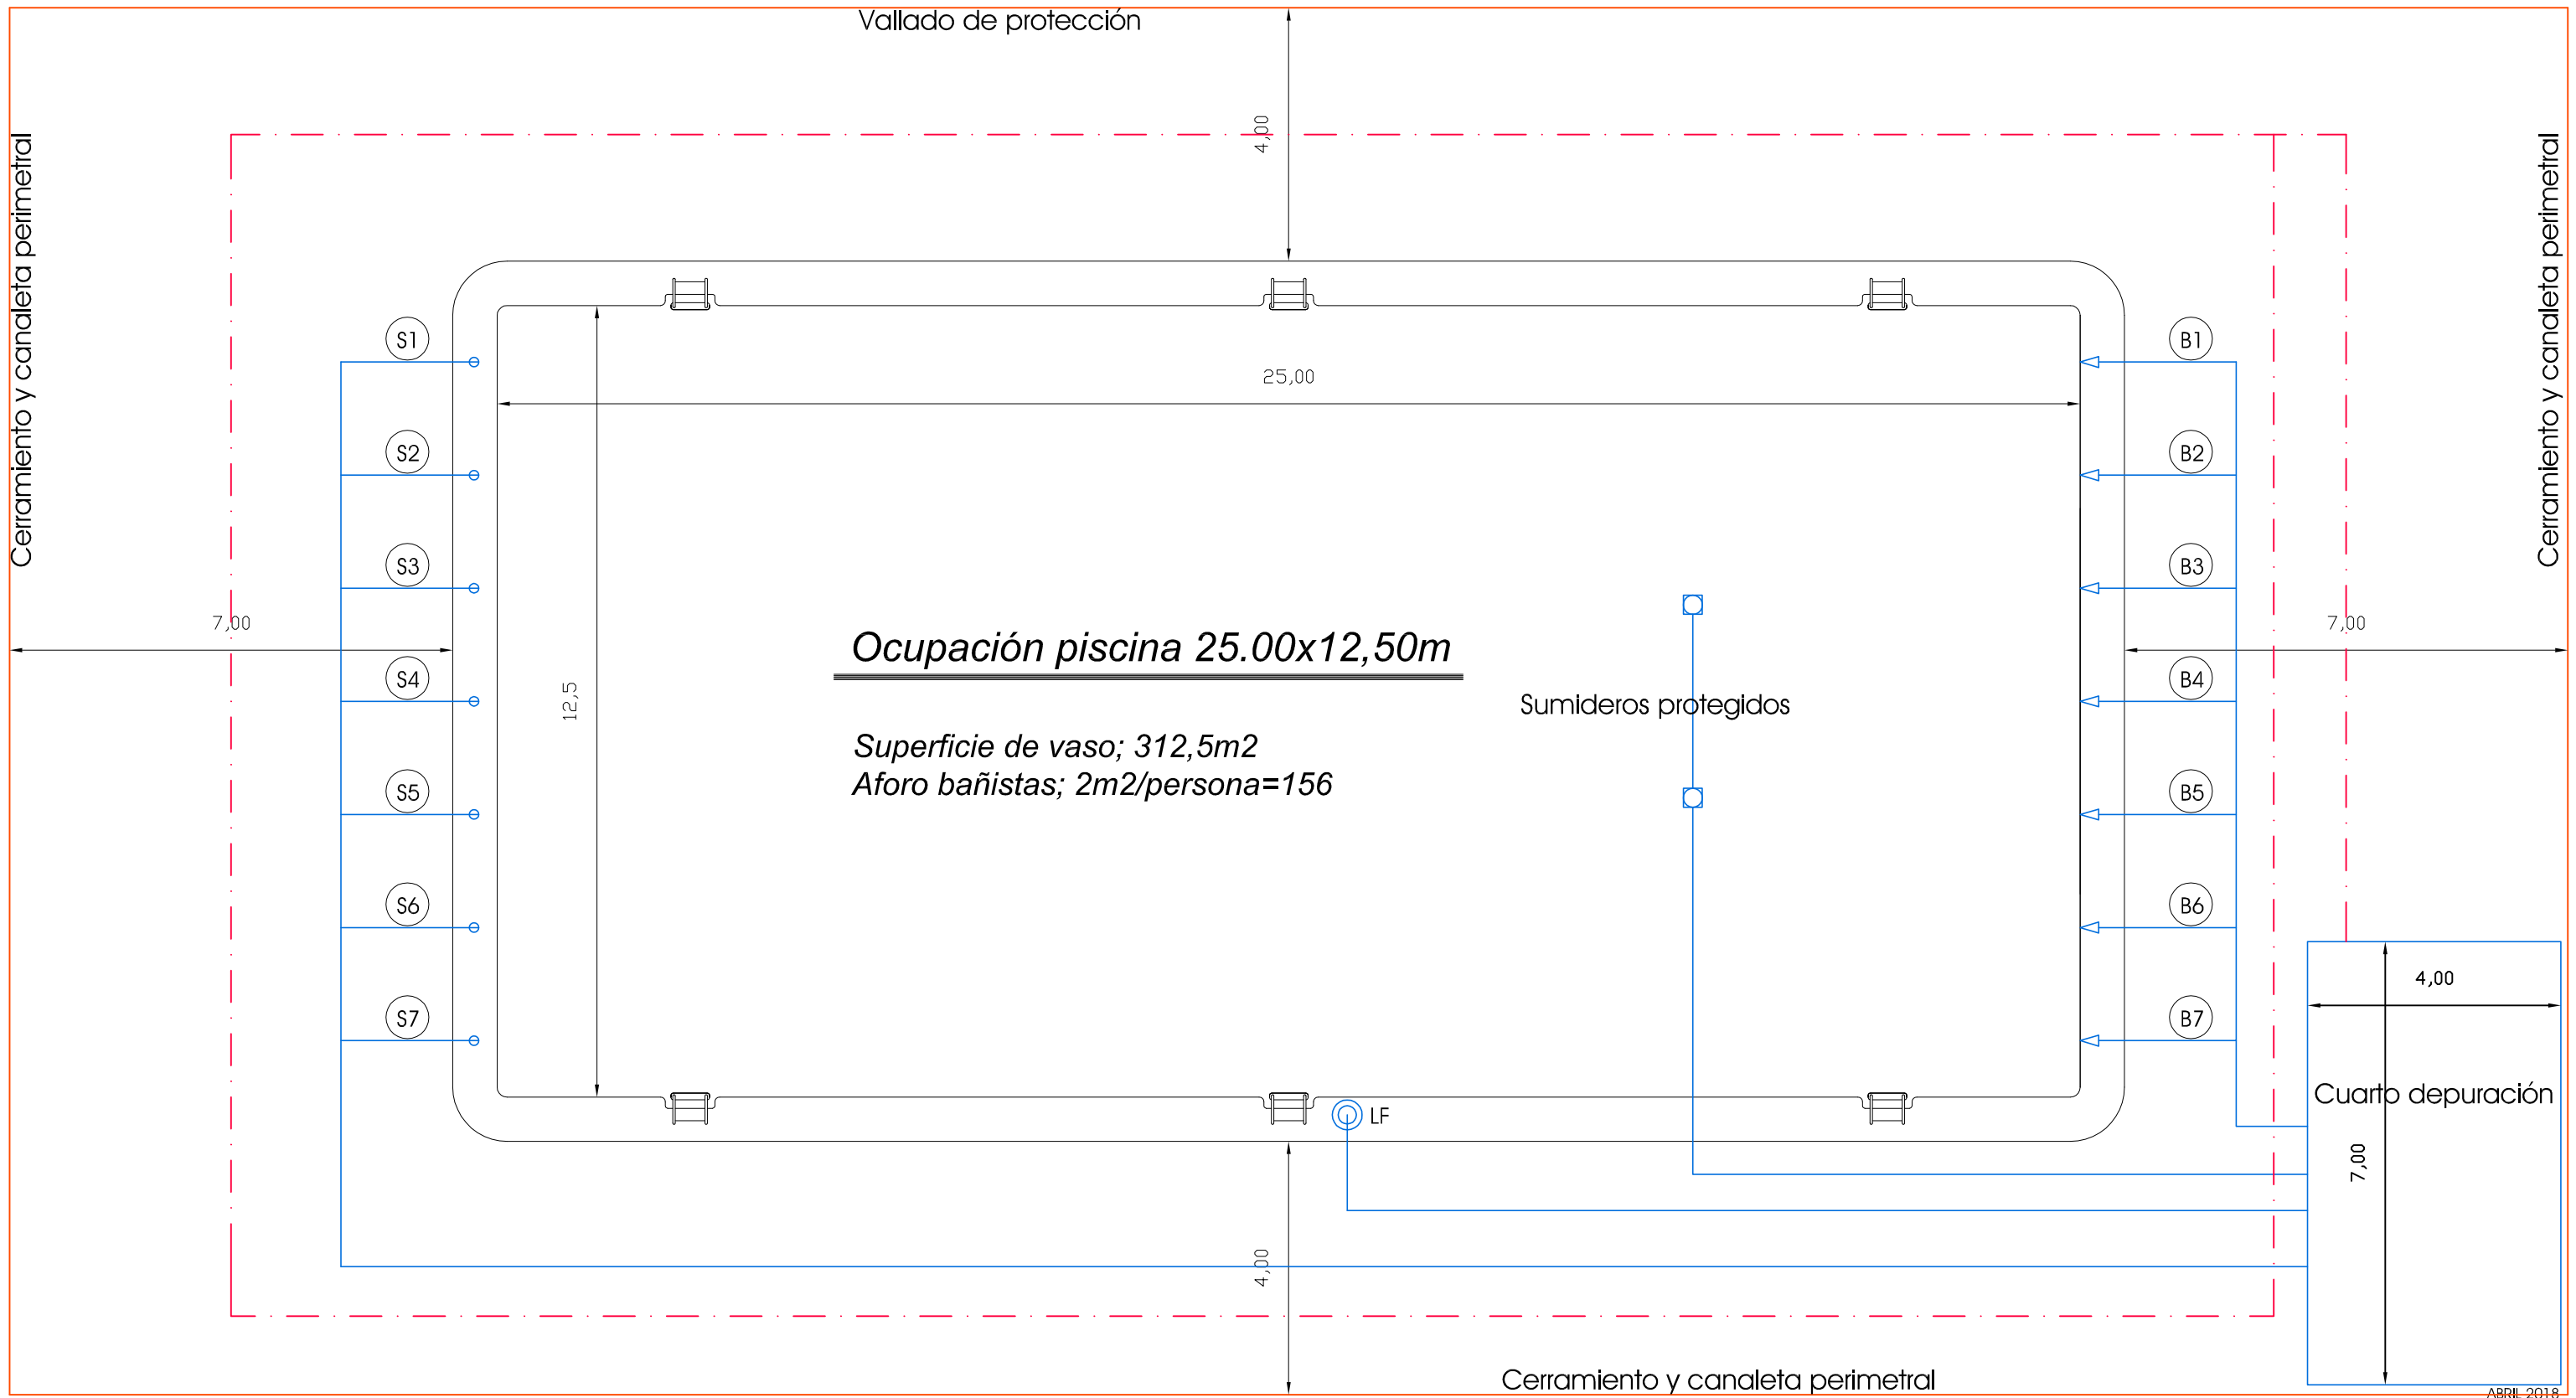 Vallado de protección
4,00
Cerramiento y canaleta perimetral
Cerramiento y canaleta perimetral
S1
B1
25,00
S2
B2
S3
B3
7,00
7,00
Ocupación piscina 25.00x12,50m
12,5
S4
Sumideros protegidos
B4
Superficie de vaso; 312,5m2
Aforo bañistas; 2m2/persona=156
S5
B5
S6
B6
4,00
S7
B7
Cuarto depuración
LF
7,00
4,00
Cerramiento y canaleta perimetral
ABRIL 2018